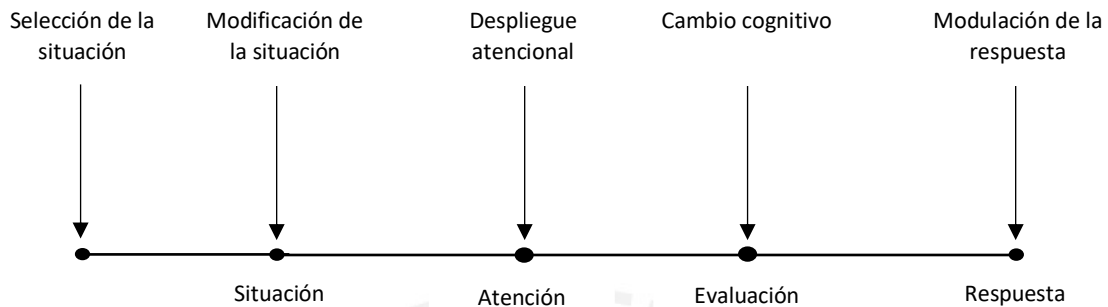 Selección de la
situación
Modificación de
la situación
Despliegue
atencional
Cambio cognitivo
Modulación de la
respuesta
Situación
Atención
Evaluación
Respuesta